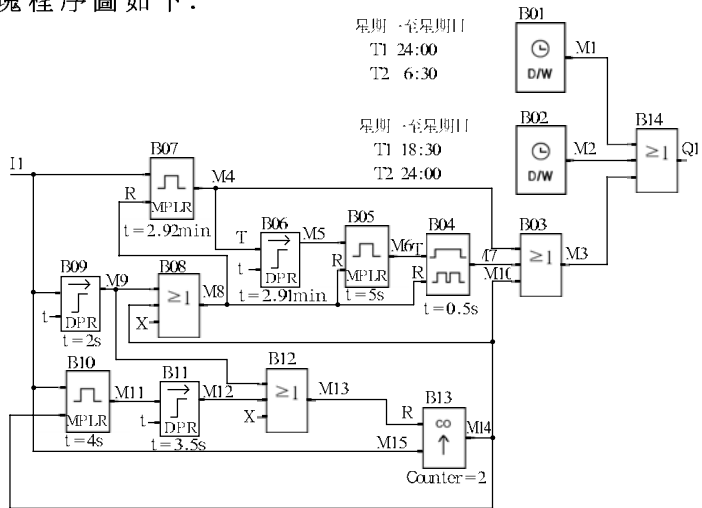 程序圖如下.
星期一至星期日
T1 24:00
T2 6:30
B01
M1
D/W
星期一至星期日
T1 18:30
T2 24:00
B02
M2
D/W
B14
≥1
Q1
I1
B07
M4
R
MPLR
t=2.92min
T
B06
M5
t
DPR
t=2.91min
B05
M6
R
MPLR
t=5s
T
B04
M7
R
t=0.5s
B03
M3
M10
≥1
B09
M9
t
DPR
t=2s
B08
M8
≥1
X
B10
M11
MPLR
t=4s
B11
M12
t
DPR
t=3.5s
B12
M13
≥1
X
B13
R
CO
M14
M15
Counter=2